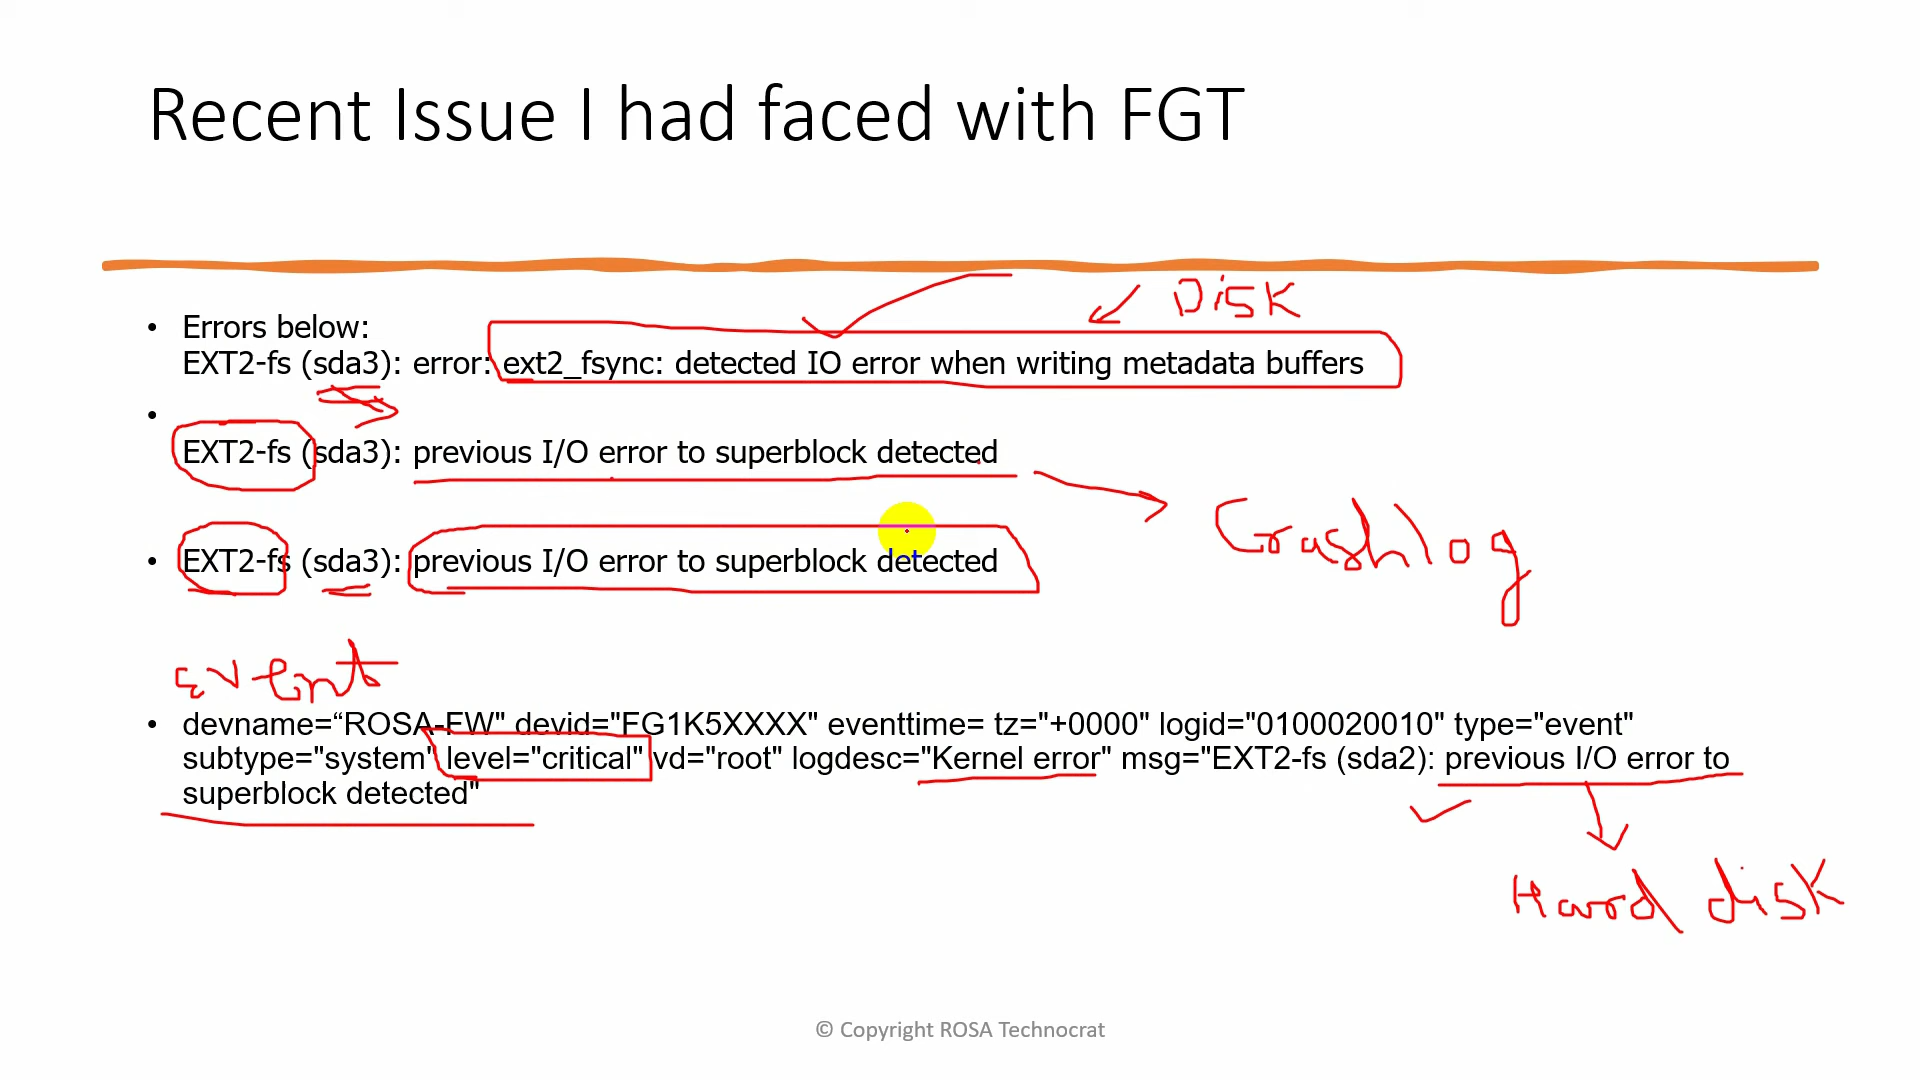 Recent Issue I had faced with FGT
Disk
• Errors below:
EXT2-fs (sda3): error: ext2_fsync: detected IO error when writing metadata buffers
•
EXT2-fs (sda3): previous I/O error to superblock detected
Crashlog
• EXT2-fs (sda3): previous I/O error to superblock detected
Event
• devname=“ROSA-FW" devid="FG1K5XXXX" eventtime= tz="+0000" logid="0100020010" type="event"
subtype="system" level="critical" vd="root" logdesc="Kernel error" msg="EXT2-fs (sda2): previous I/O error to
superblock detected"
Hard disk
© Copyright ROSA Technocrat